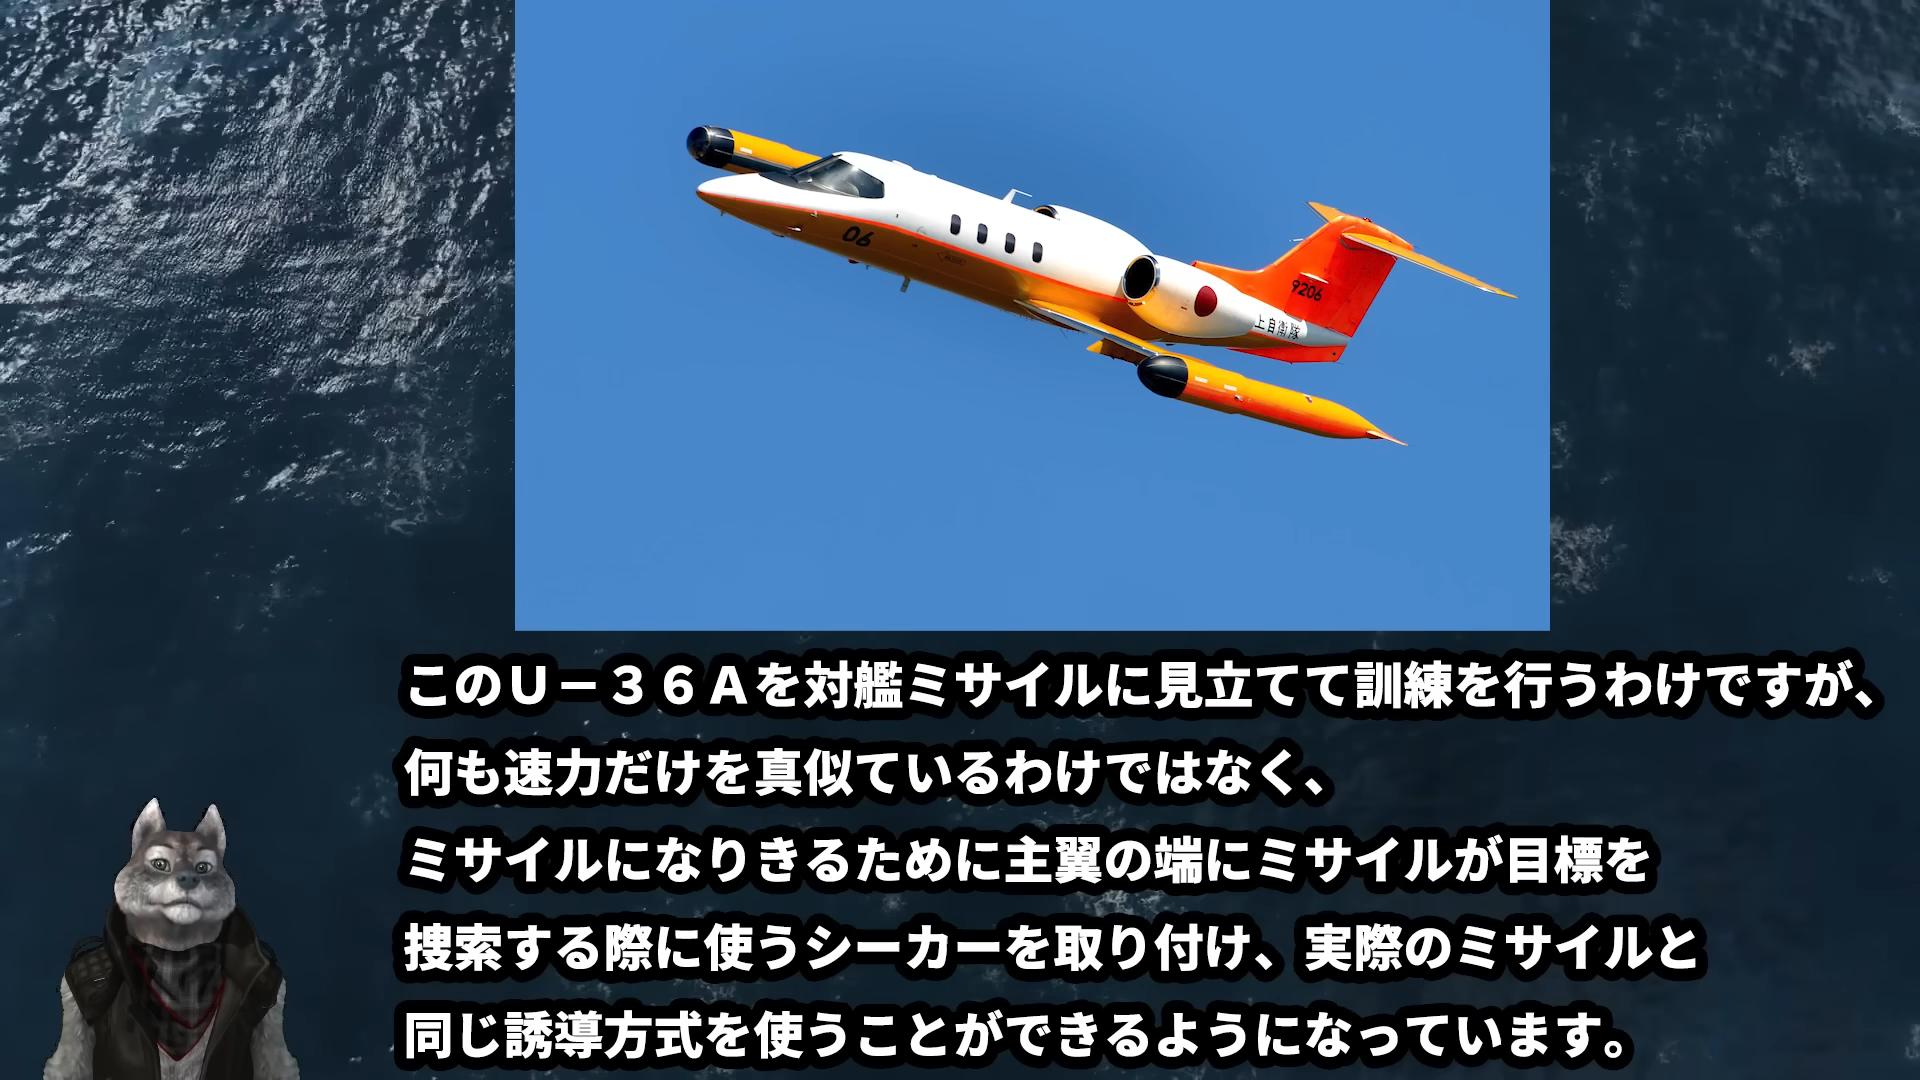 06
9206
上自衛隊
このＵ－３６Ａを対艦ミサイルに見立てて訓練を行うわけですが、
何も速力だけを真似ているわけではなく、
ミサイルになりきるために主翼の端にミサイルが目標を
捜索する際に使うシーカーを取り付け、実際のミサイルと
同じ誘導方式を使うことができるようになっています。